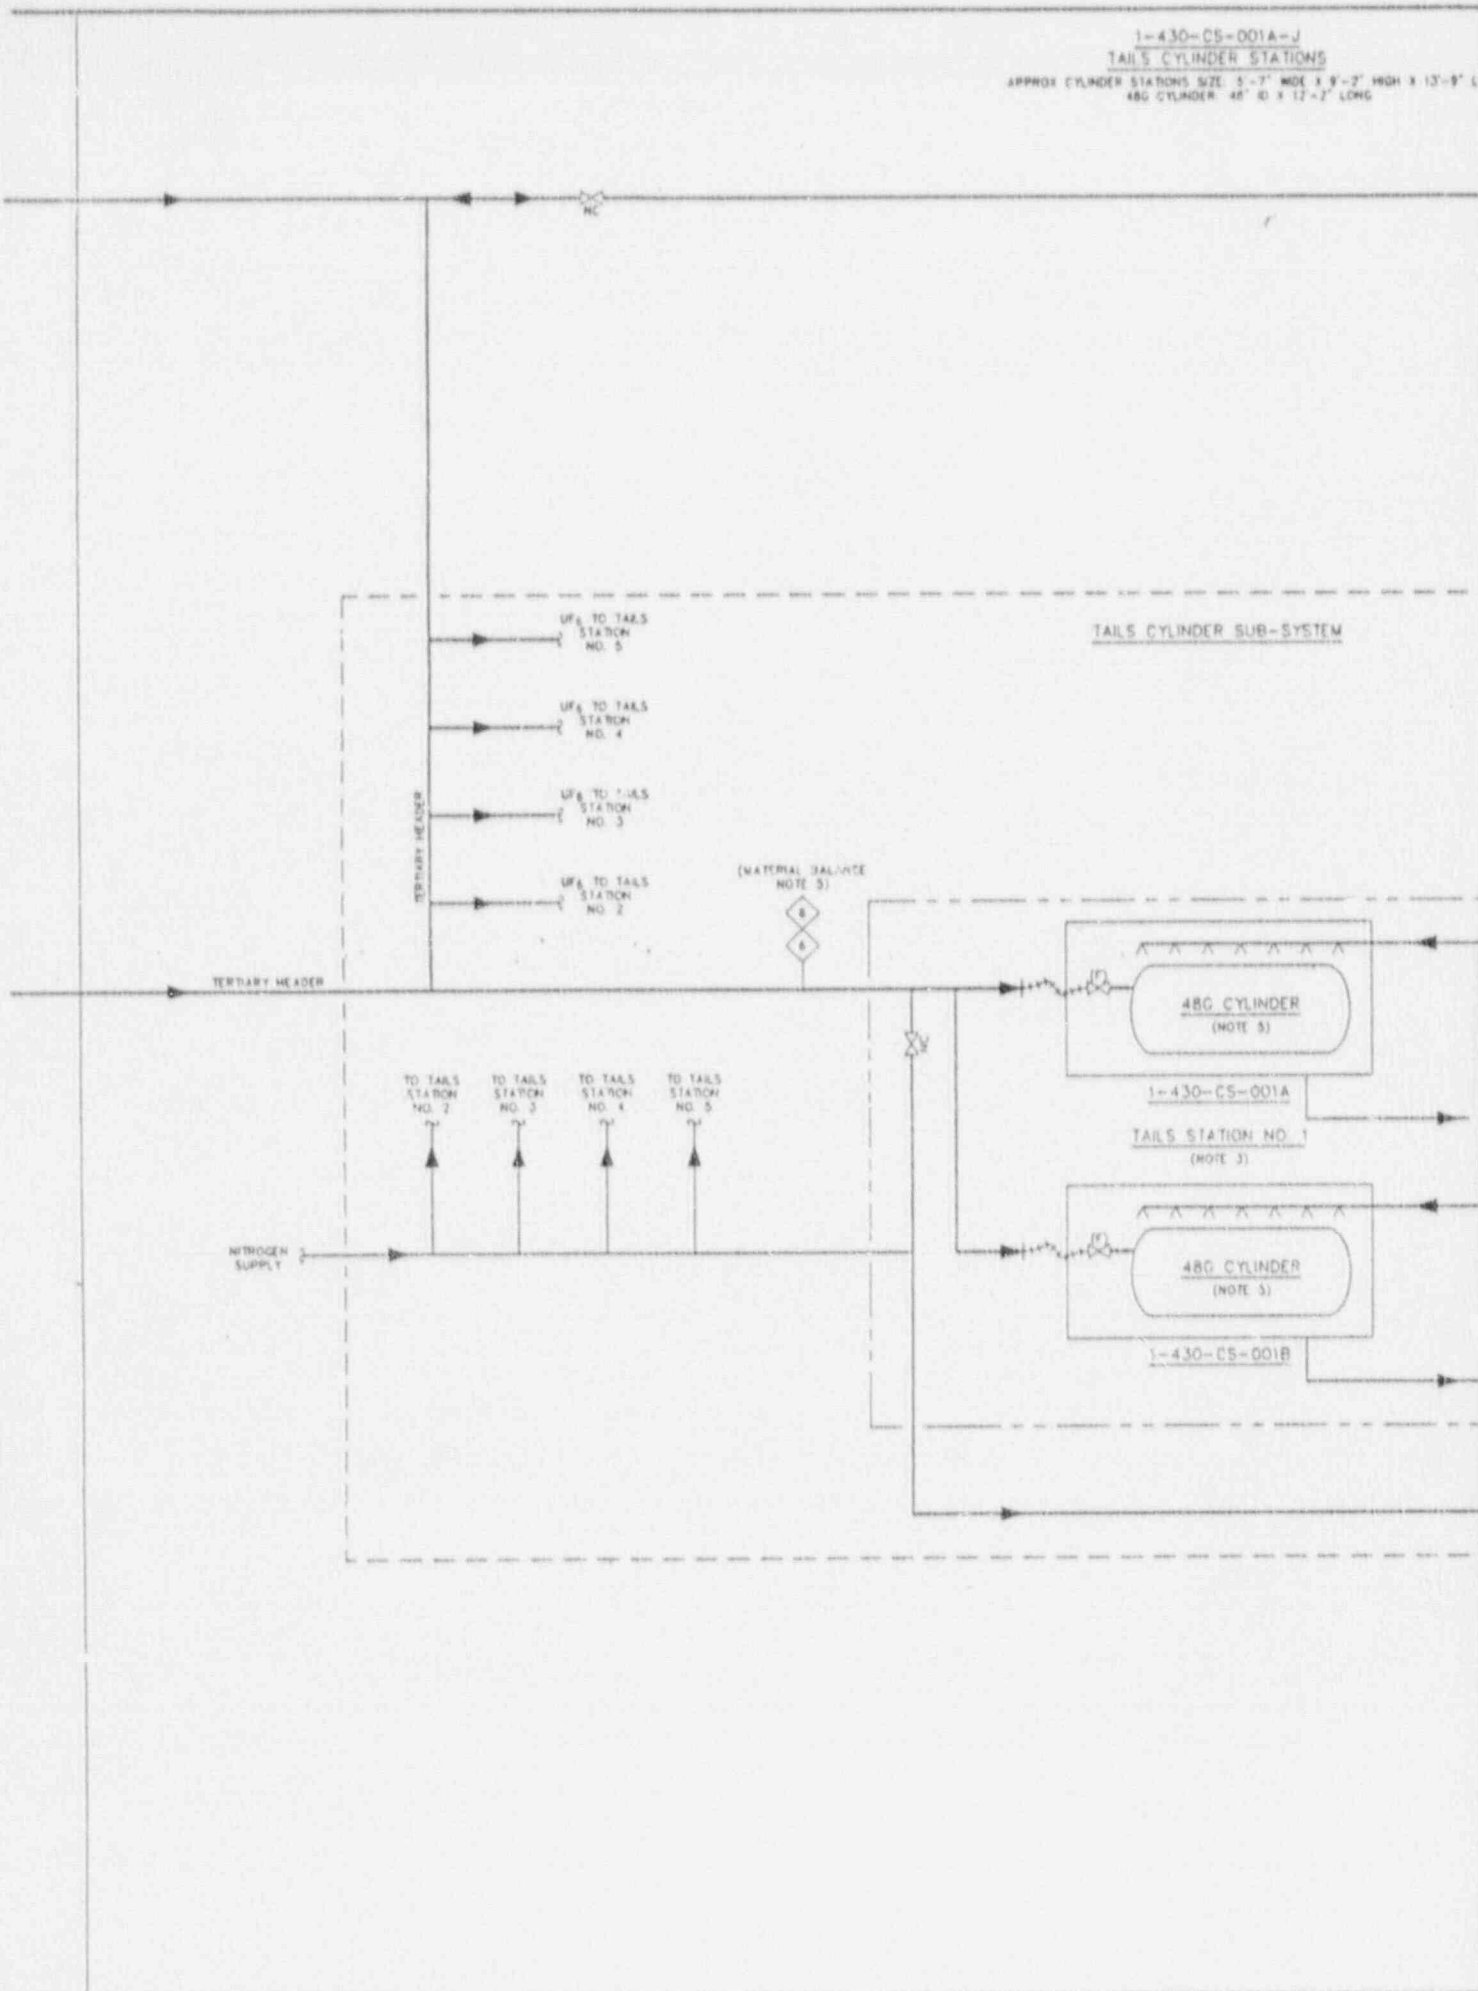 1-430-CS-001A-J
TAILS CYLINDER STATIONS
APPROX CYLINDER STATIONS SIZE: 5'-7" WIDE X 9'-2" HIGH X 13'-9" L
48G CYLINDER: 48" ID X 12'-2" LONG
NC
UF6 TO TAILS
STATION
NO. 5
TAILS CYLINDER SUB-SYSTEM
UF6 TO TAILS
STATION
NO. 4
UF6 TO TAILS
STATION
NO. 3
TERTIARY HEADER
UF6 TO TAILS
STATION
NO. 2
(MATERIAL BALANCE
NOTE 5)
8
6
TERTIARY HEADER
F
48G CYLINDER
(NOTE 5)
NC
1-430-CS-001A
TAILS STATION NO. 1
(NOTE 3)
TO TAILS
STATION
NO. 2
TO TAILS
STATION
NO. 3
TO TAILS
STATION
NO. 4
TO TAILS
STATION
NO. 5
NITROGEN
SUPPLY
F
48G CYLINDER
(NOTE 5)
1-430-CS-001B